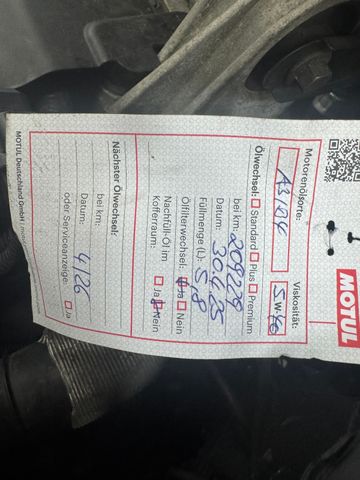 MOTUL
Motorenölsorte: A3/B4
Viskosität: 5W-40
Ölwechsel: Standard Plus Premium
bei km: 209229
Datum: 30.4.25
Füllmenge (L): 5.8
Ölfilterwechsel: Ja Nein
Nachfüll-Öl im
Kofferraum: Ja Nein
Nächster Ölwechsel:
bei km:
Datum: 4/26
oder Serviceanzeige: Ja
MOTUL Deutschland GmbH